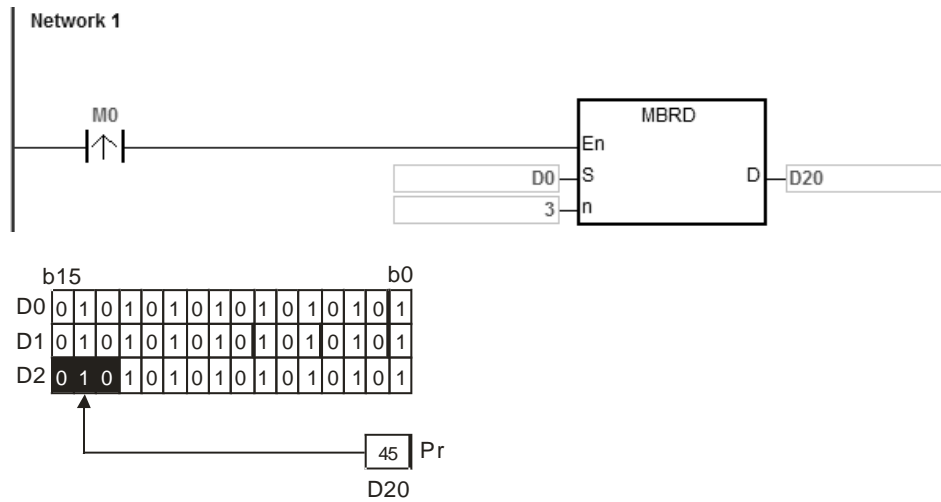 Network 1
M0
MBRD
En
D0 S D D20
3 n
b15 b0
D0 0 1 0 1 0 1 0 1 0 1 0 1 0 1 0 1
D1 0 1 0 1 0 1 0 1 0 1 0 1 0 1 0 1
D2 0 1 0 1 0 1 0 1 0 1 0 1 0 1 0 1
45 Pr
D20